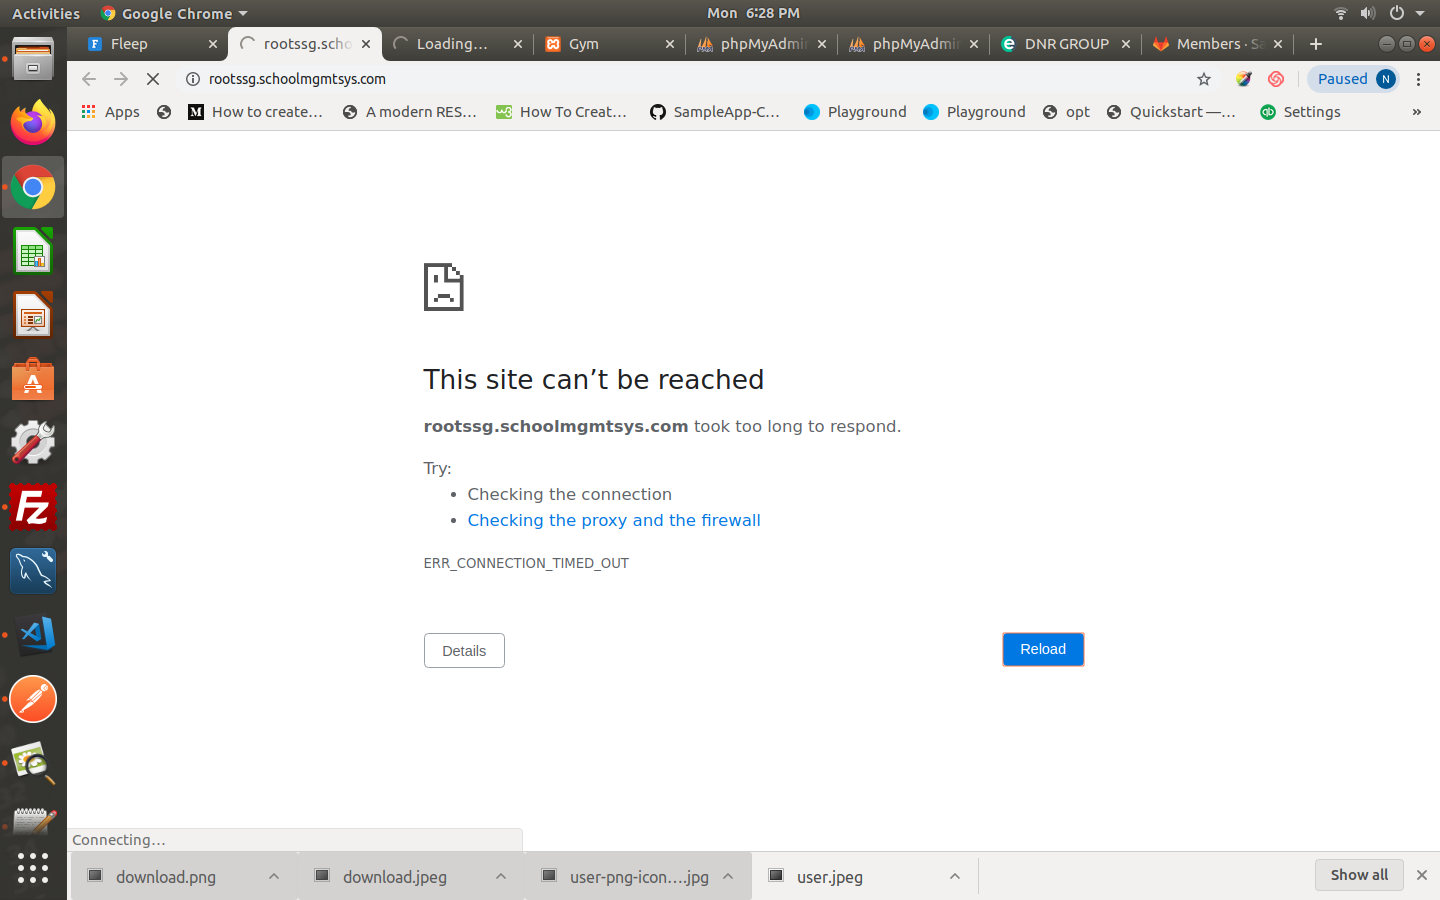 Activities
Google Chrome
Mon 6:28 PM
Fleep
rootssg.scho
Loading…
Gym
phpMyAdmi
phpMyAdmi
DNR GROUP
Members · Sa
rootssg.schoolmgmtsys.com
Paused
N
Apps
How to create…
A modern RES…
How To Creat…
SampleApp-C…
Playground
Playground
opt
Quickstart —…
Settings
»
This site can’t be reached
rootssg.schoolmgmtsys.com took too long to respond.
Try:
• Checking the connection
• Checking the proxy and the firewall
ERR_CONNECTION_TIMED_OUT
Details
Reload
Connecting…
download.png
download.jpeg
user-png-icon….jpg
user.jpeg
Show all